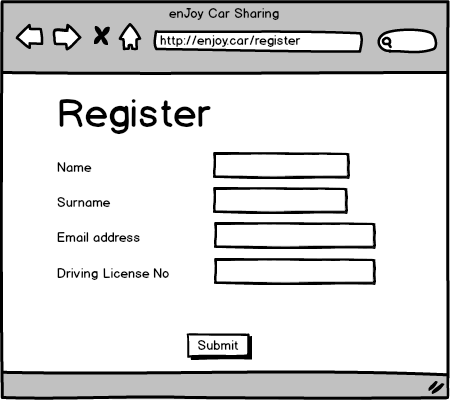 enJoy Car Sharing
http://enjoy.car/register
Register
Name
Surname
Email address
Driving License No
Submit